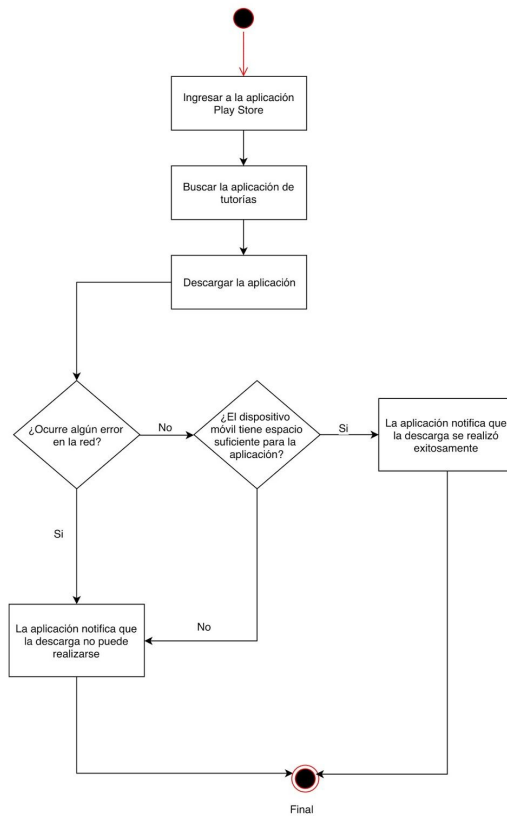 Ingresar a la aplicación
Play Store
Buscar la aplicación de
tutorías
Descargar la aplicación
¿Ocurre algún error
en la red?
No
¿El dispositivo
móvil tiene espacio
suficiente para la
aplicación?
Si
La aplicación notifica que
la descarga se realizó
exitosamente
Si
La aplicación notifica que
la descarga no puede
realizarse
No
Final